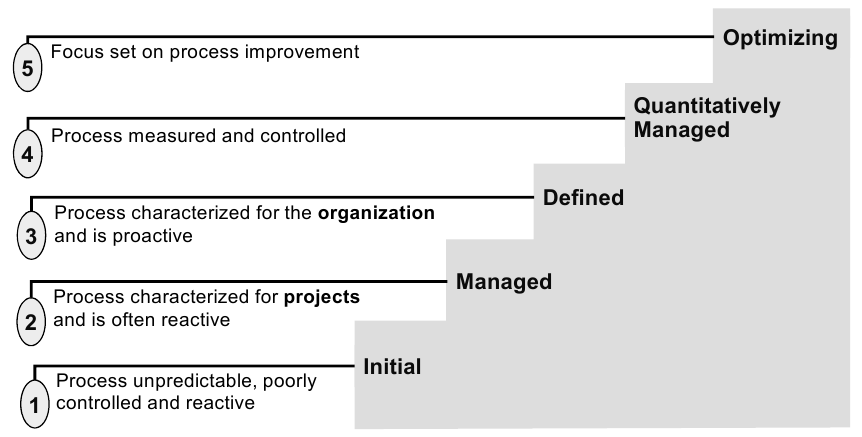 Optimizing
5
Focus set on process improvement
Quantitatively
Managed
4
Process measured and controlled
Defined
3
Process characterized for the organization
and is proactive
Managed
2
Process characterized for projects
and is often reactive
Initial
1
Process unpredictable, poorly
controlled and reactive